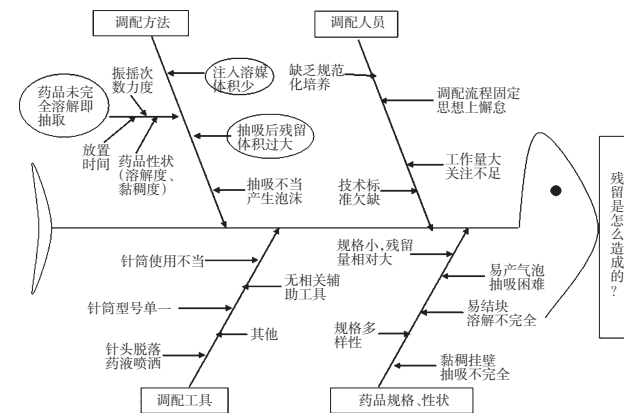 调配方法
调配人员
振摇次
数力度
注入溶媒
体积少
药品未完
全溶解即
抽取
放置
时间
药品性状
(溶解度、
黏稠度)
抽吸后残留
体积过大
抽吸不当
产生泡沫
缺乏规范
化培养
调配流程固定
思想上懈怠
工作量大
关注不足
技术标
准欠缺
残留是怎么造成的?
针筒使用不当
无相关辅
助工具
针筒型号单一
其他
针头脱落
药液喷洒
规格小,残留
量相对大
易产气泡
抽吸困难
易结块
溶解不完全
规格多
样性
黏稠挂壁
抽吸不完全
调配工具
药品规格、性状